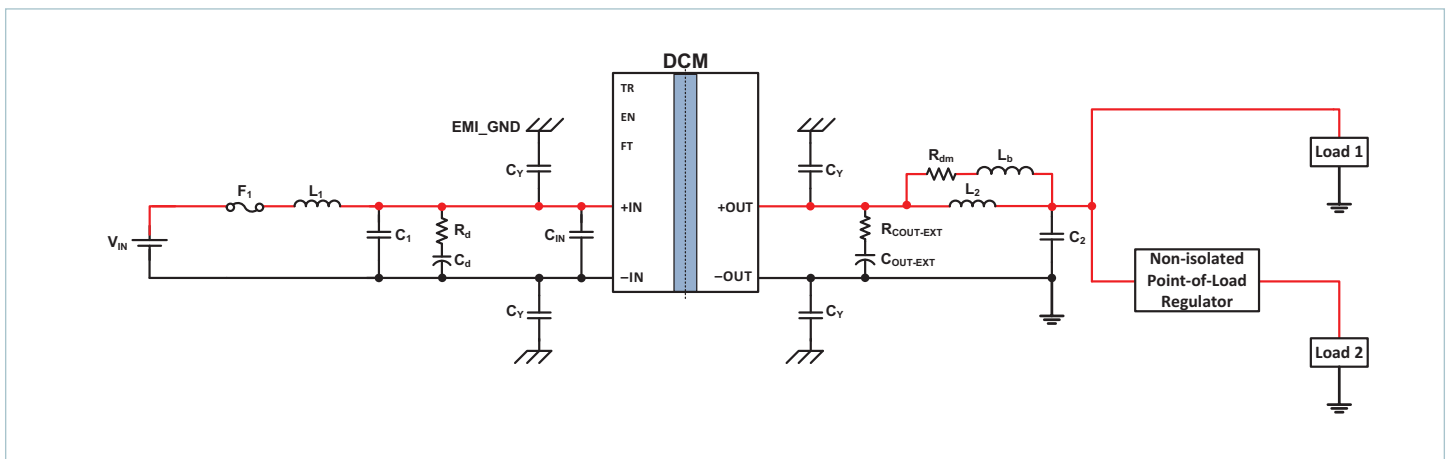 DCM
TR
EN
FT
EMI_GND
CY
CY
F1
L1
Rdm
Lb
L2
Load 1
VIN
C1
Rd
Cd
CIN
+IN
+OUT
RCOUT-EXT
COUT-EXT
C2
–IN
–OUT
Non-isolated
Point-of-Load
Regulator
CY
CY
Load 2